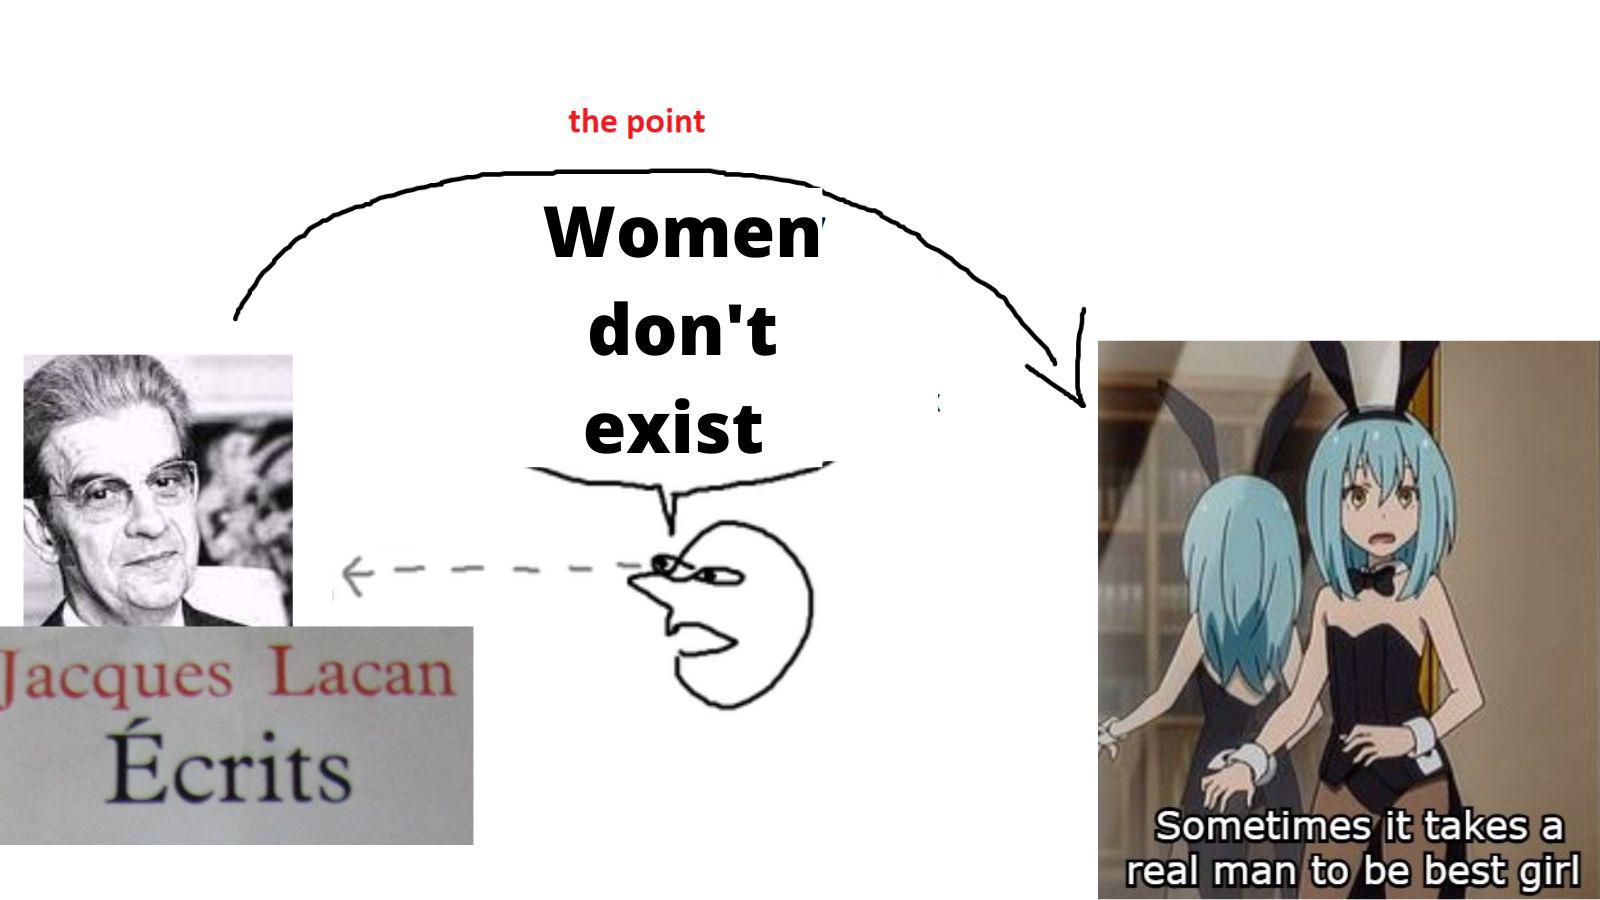 the point
Women
don't
exist
Jacques Lacan
Écrits
Sometimes it takes a
real man to be best girl